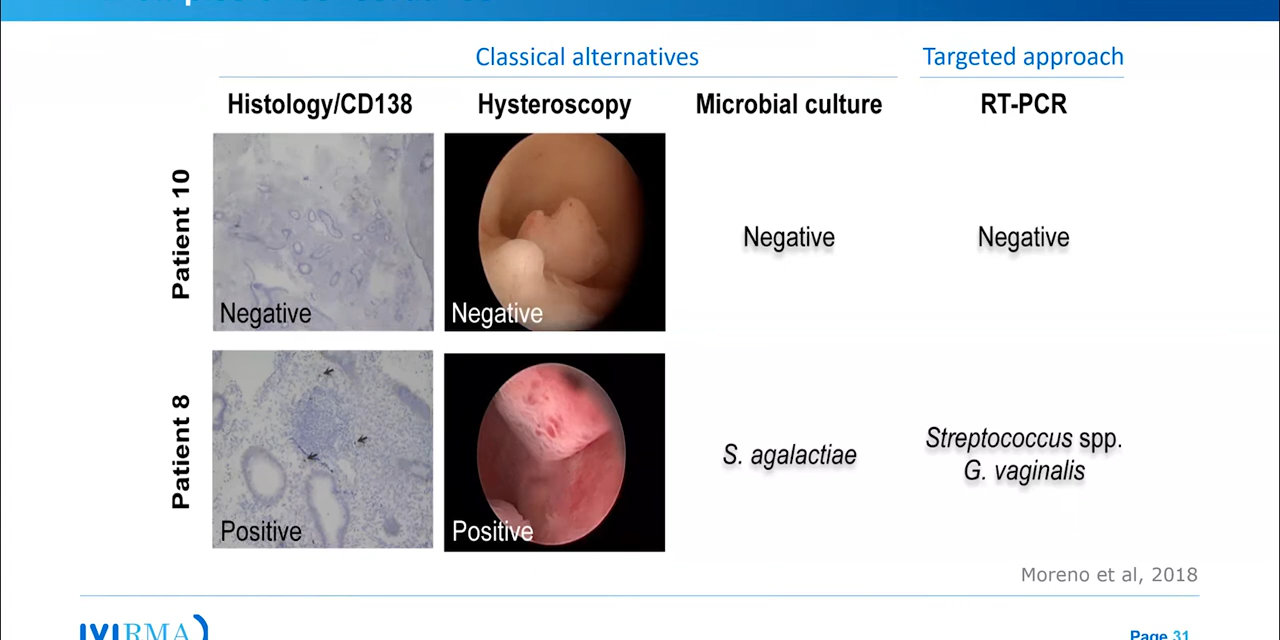 Classical alternatives
Targeted approach
Histology/CD138
Hysteroscopy
Microbial culture
RT-PCR
Patient 10
Negative
Negative
Negative
Negative
Patient 8
Positive
Positive
S. agalactiae
Streptococcus spp.
G. vaginalis
Moreno et al, 2018
IVIRMA
Page 31